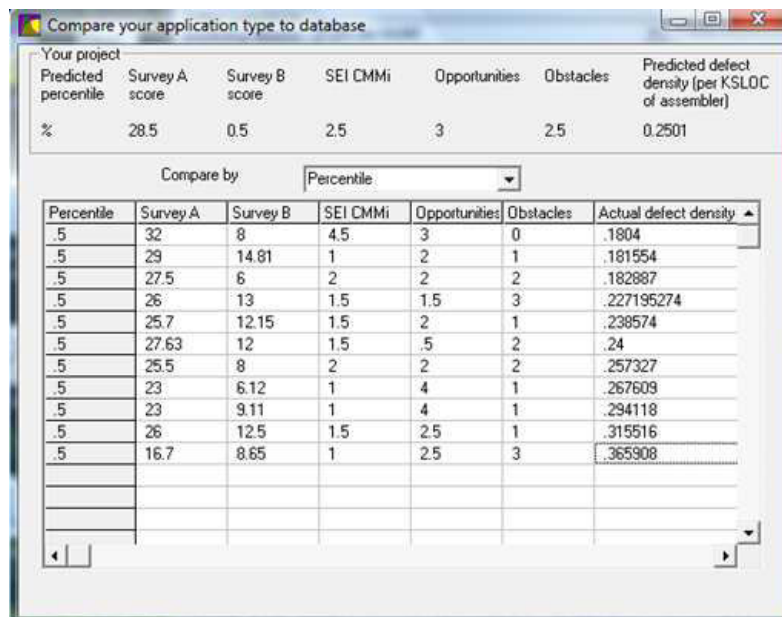 Compare your application type to database
Your project
Predicted percentile Survey A score Survey B score SEI CMMi Opportunities Obstacles Predicted defect density (per KSLOC of assembler)
% 28.5 0.5 2.5 3 2.5 0.2501
Compare by Percentile
Percentile Survey A Survey B SEI CMMi Opportunities Obstacles Actual defect density
.5 32 8 4.5 3 0 .1804
.5 29 14.81 1 2 1 .181554
.5 27.5 6 2 2 2 .182887
.5 26 13 1.5 1.5 3 .227195274
.5 25.7 12.15 1.5 2 1 .238574
.5 27.63 12 1.5 .5 2 .24
.5 25.5 8 2 2 2 .257327
.5 23 6.12 1 4 1 .267609
.5 23 9.11 1 4 1 .294118
.5 26 12.5 1.5 2.5 1 .315516
.5 16.7 8.65 1 2.5 3 .365908